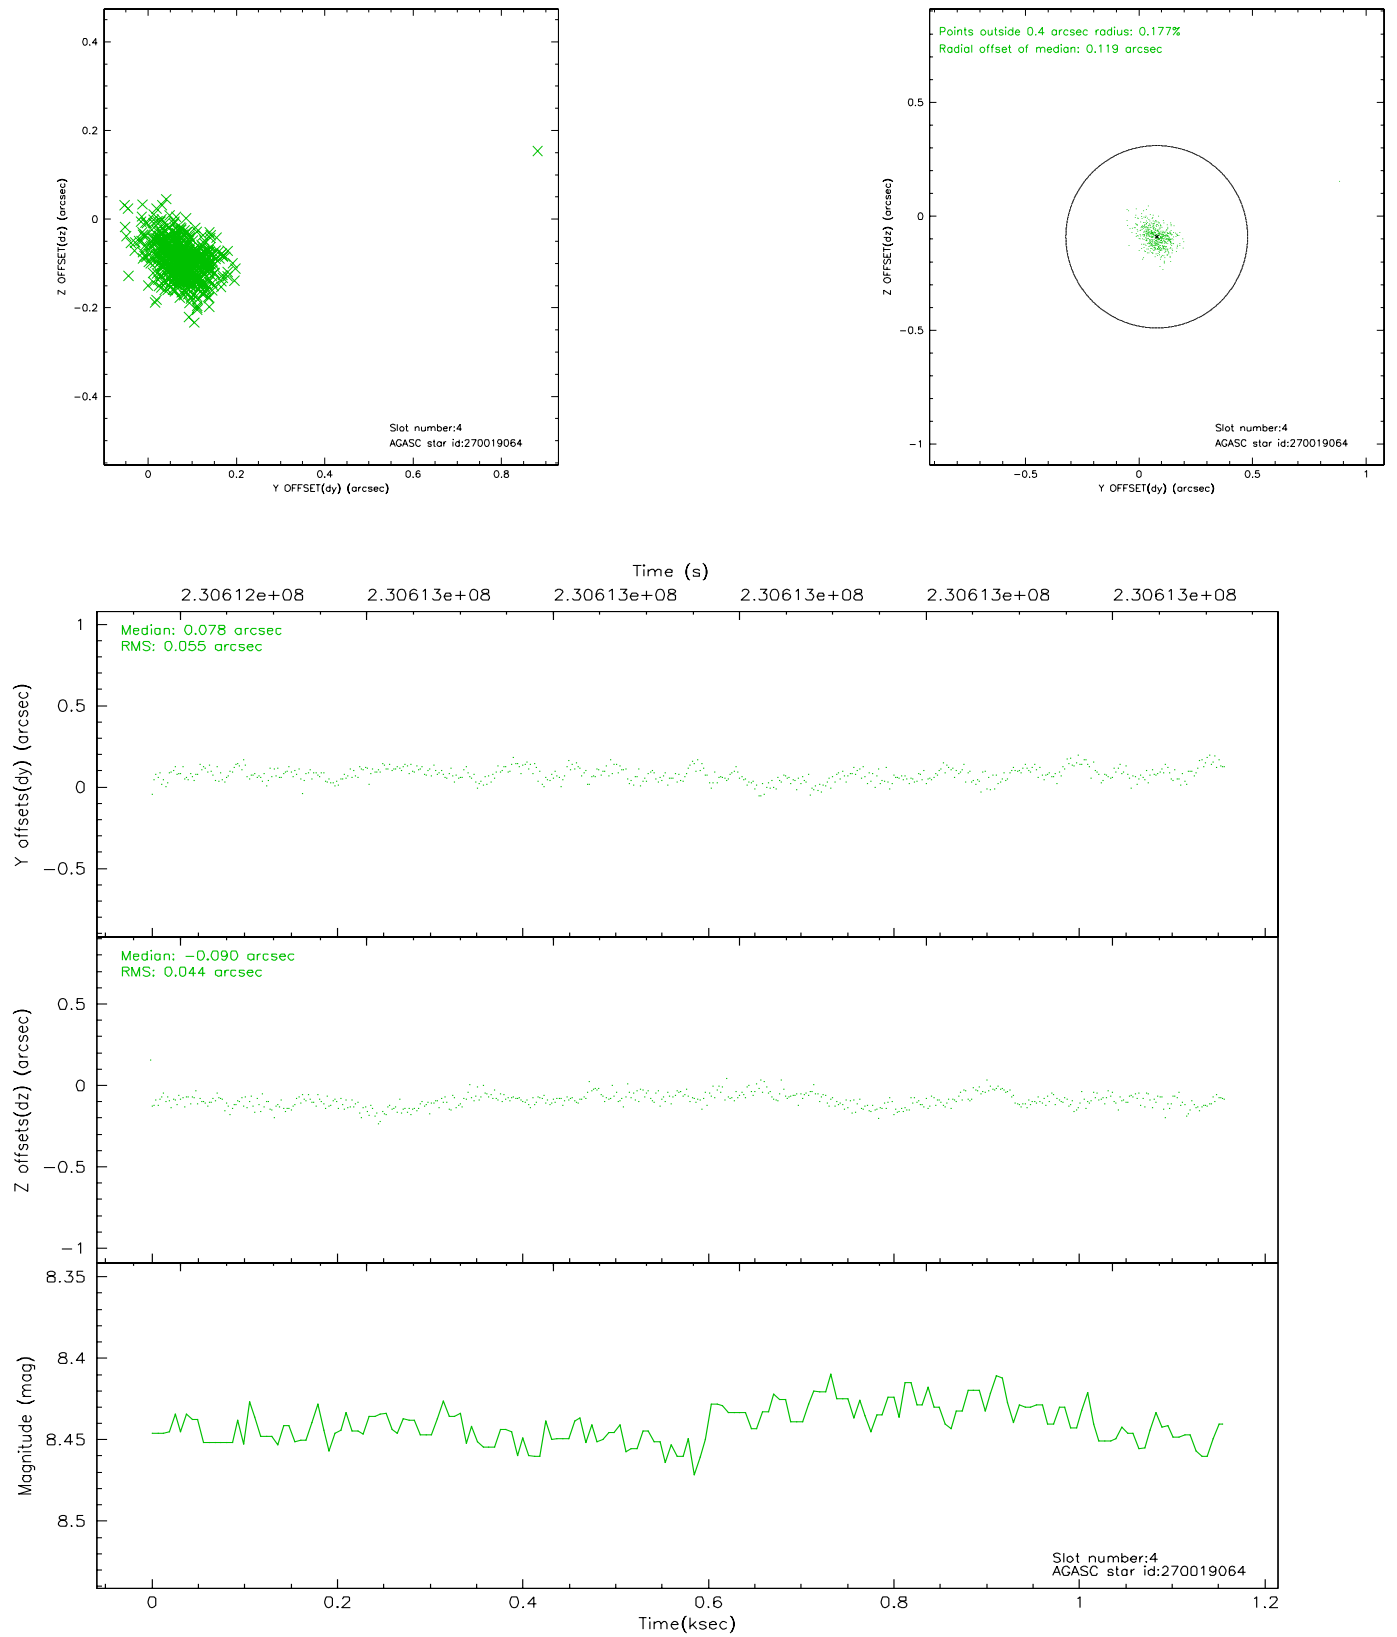 0.4
0.2
0
−0.2
−0.4
Z OFFSET(dz) (arcsec)
Slot number:4
AGASC star id:270019064
0 0.2 0.4 0.6 0.8
Y OFFSET(dy) (arcsec)
Points outside 0.4 arcsec radius: 0.177%
Radial offset of median: 0.119 arcsec
0.5
0
−0.5
−1
Z OFFSET(dz) (arcsec)
Slot number:4
AGASC star id:270019064
−0.5 0 0.5 1
Y OFFSET(dy) (arcsec)
Time (s)
2.30612e+08 2.30613e+08 2.30613e+08 2.30613e+08 2.30613e+08 2.30613e+08
Median: 0.078 arcsec
RMS: 0.055 arcsec
1
0.5
0
−0.5
Y offsets(dy) (arcsec)
Median: −0.090 arcsec
RMS: 0.044 arcsec
0.5
0
−0.5
−1
Z offsets(dz) (arcsec)
8.35
8.4
8.45
8.5
Magnitude (mag)
Slot number:4
AGASC star id:270019064
0 0.2 0.4 0.6 0.8 1 1.2
Time(ksec)